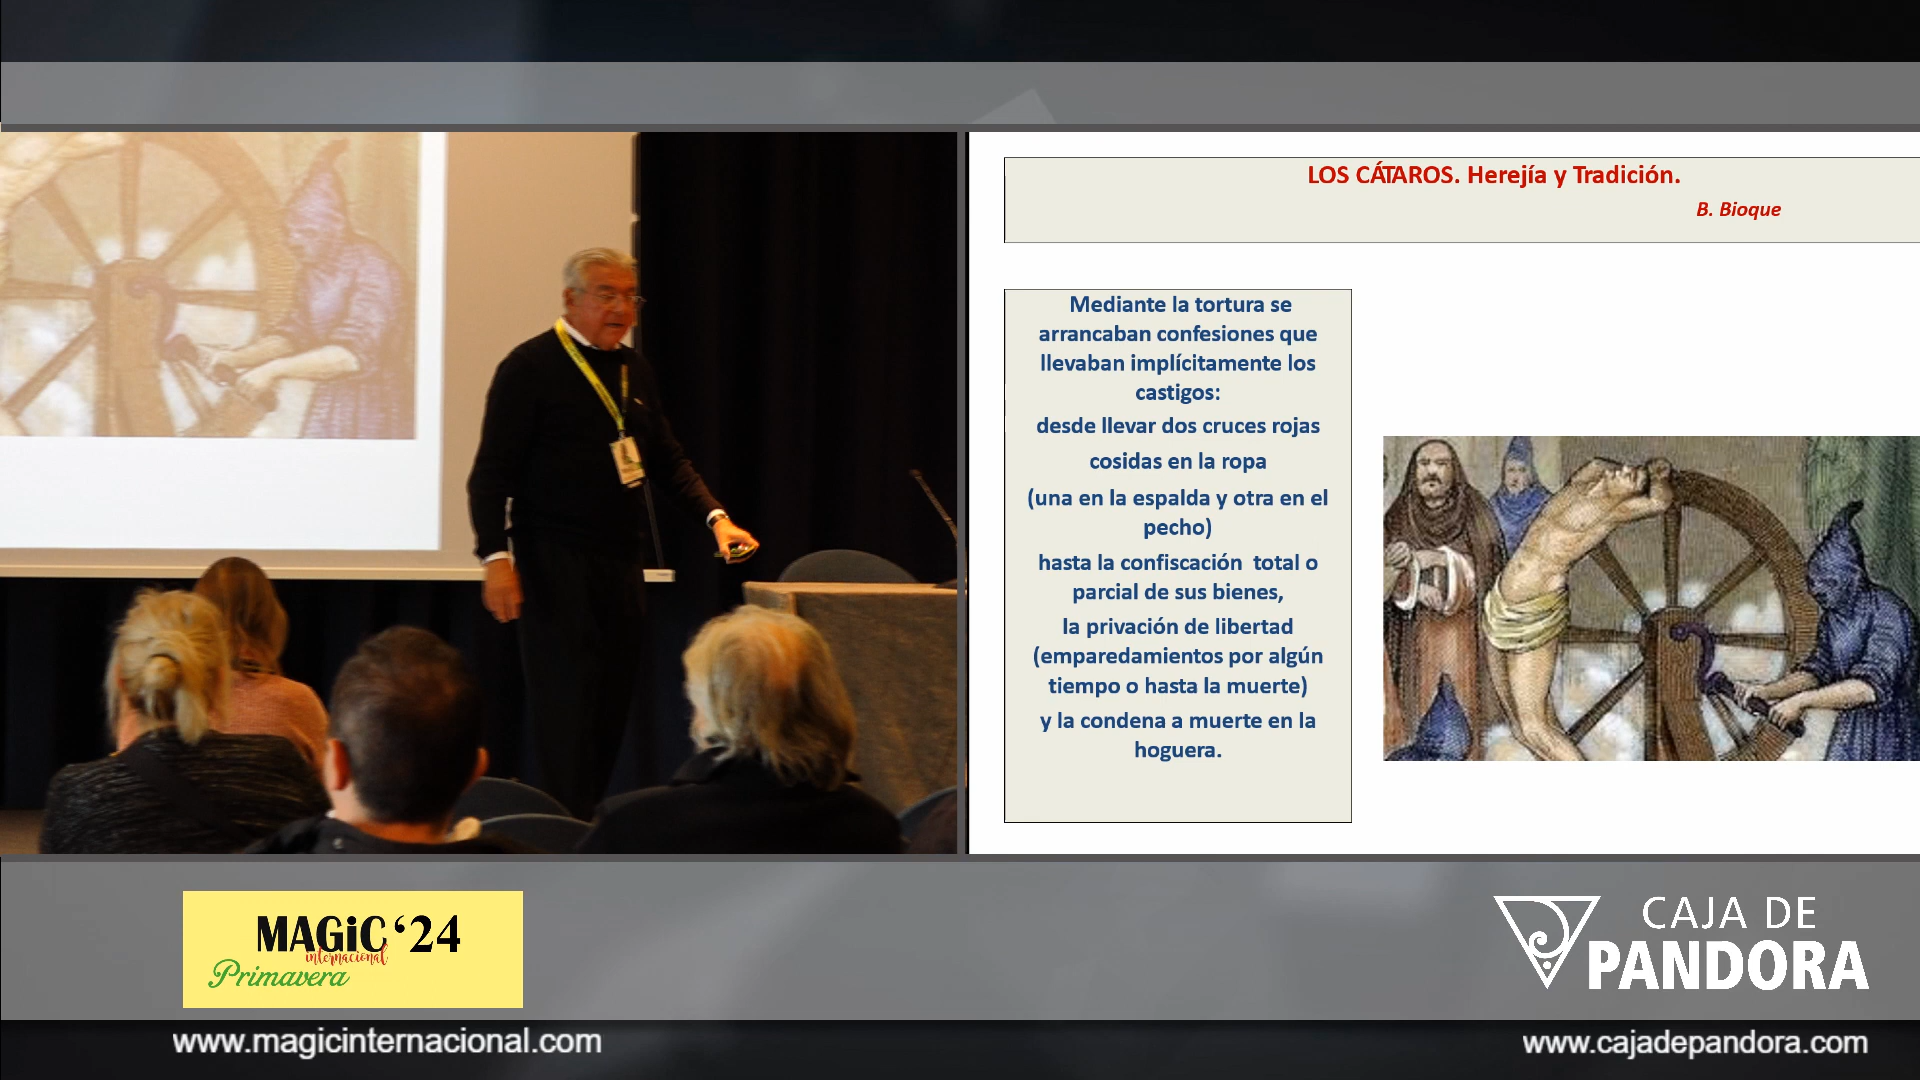 LOS CÁTAROS. Herejía y Tradición.
B. Bioque
Mediante la tortura se
arrancaban confesiones que
llevaban implícitamente los
castigos:
desde llevar dos cruces rojas
cosidas en la ropa
(una en la espalda y otra en el
pecho)
hasta la confiscación total o
parcial de sus bienes,
la privación de libertad
(emparedamientos por algún
tiempo o hasta la muerte)
y la condena a muerte en la
hoguera.
MAGiC ‘24
internacional
Primavera
CAJA DE
PANDORA
www.magicinternacional.com
www.cajadepandora.com